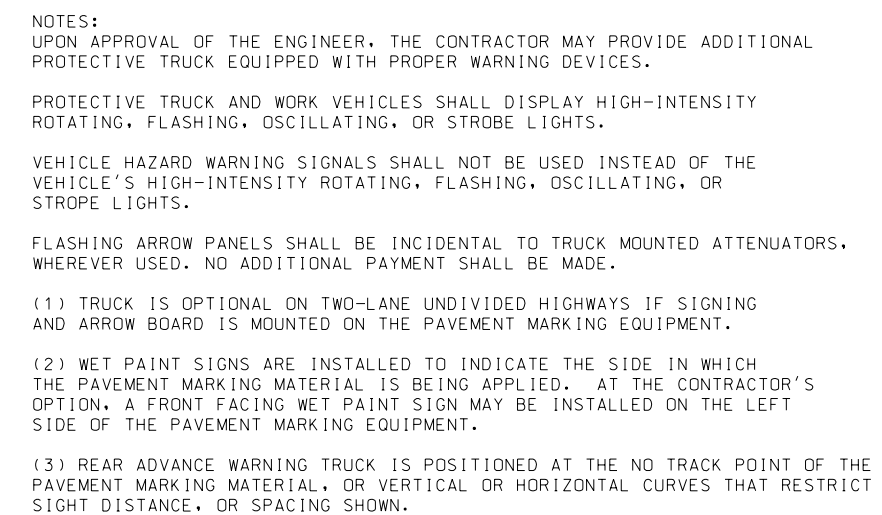 NOTES:
UPON APPROVAL OF THE ENGINEER, THE CONTRACTOR MAY PROVIDE ADDITIONAL
PROTECTIVE TRUCK EQUIPPED WITH PROPER WARNING DEVICES.
PROTECTIVE TRUCK AND WORK VEHICLES SHALL DISPLAY HIGH-INTENSITY
ROTATING, FLASHING, OSCILLATING, OR STROBE LIGHTS.
VEHICLE HAZARD WARNING SIGNALS SHALL NOT BE USED INSTEAD OF THE
VEHICLE'S HIGH-INTENSITY ROTATING, FLASHING, OSCILLATING, OR
STROPE LIGHTS.
FLASHING ARROW PANELS SHALL BE INCIDENTAL TO TRUCK MOUNTED ATTENUATORS,
WHEREVER USED. NO ADDITIONAL PAYMENT SHALL BE MADE.
(1) TRUCK IS OPTIONAL ON TWO-LANE UNDIVIDED HIGHWAYS IF SIGNING
AND ARROW BOARD IS MOUNTED ON THE PAVEMENT MARKING EQUIPMENT.
(2) WET PAINT SIGNS ARE INSTALLED TO INDICATE THE SIDE IN WHICH
THE PAVEMENT MARKING MATERIAL IS BEING APPLIED. AT THE CONTRACTOR'S
OPTION, A FRONT FACING WET PAINT SIGN MAY BE INSTALLED ON THE LEFT
SIDE OF THE PAVEMENT MARKING EQUIPMENT.
(3) REAR ADVANCE WARNING TRUCK IS POSITIONED AT THE NO TRACK POINT OF THE
PAVEMENT MARKING MATERIAL, OR VERTICAL OR HORIZONTAL CURVES THAT RESTRICT
SIGHT DISTANCE, OR SPACING SHOWN.